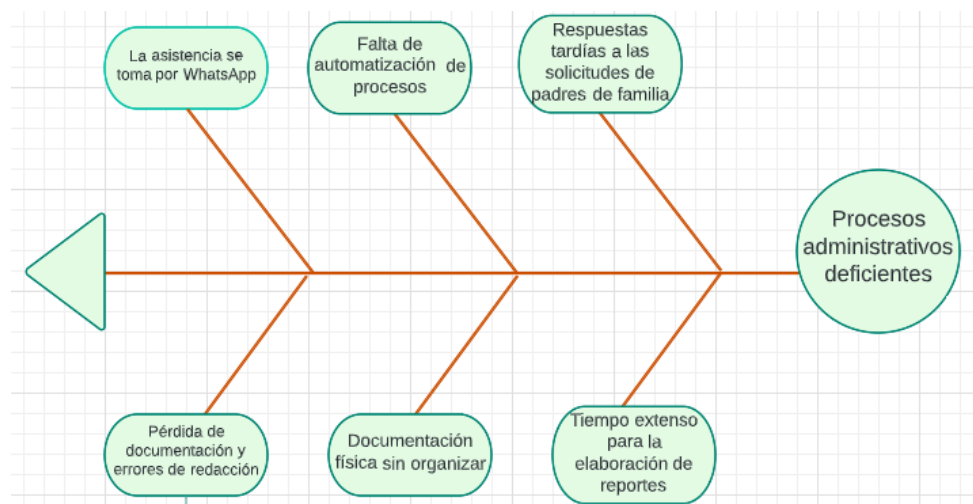 La asistencia se
toma por WhatsApp
Falta de
automatización de
procesos
Respuestas
tardías a las
solicitudes de
padres de familia
Procesos
administrativos
deficientes
Pérdida de
documentación y
errores de redacción
Documentación
física sin organizar
Tiempo extenso
para la
elaboración de
reportes